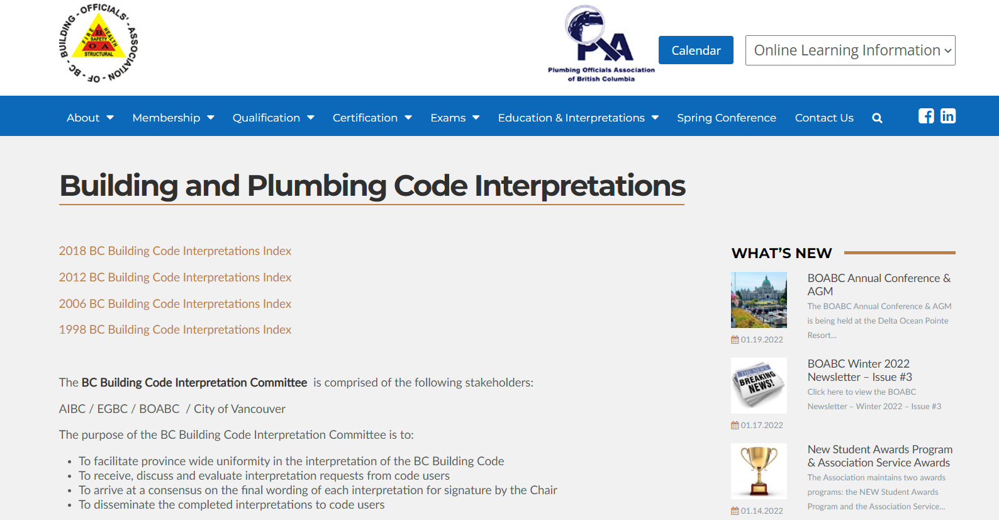 BUILDING - OFFICIALS' - ASSOCIATION - OF - BC -
FIRE
HEALTH
B
SAFETY
O A
STRUCTURAL
Plumbing Officials Association
of British Columbia
Calendar
Online Learning Information
About Membership Qualification Certification Exams Education & Interpretations Spring Conference Contact Us
Building and Plumbing Code Interpretations
2018 BC Building Code Interpretations Index
2012 BC Building Code Interpretations Index
2006 BC Building Code Interpretations Index
1998 BC Building Code Interpretations Index
The BC Building Code Interpretation Committee is comprised of the following stakeholders:
AIBC / EGBC / BOABC / City of Vancouver
The purpose of the BC Building Code Interpretation Committee is to:
To facilitate province wide uniformity in the interpretation of the BC Building Code
To receive, discuss and evaluate interpretation requests from code users
To arrive at a consensus on the final wording of each interpretation for signature by the Chair
To disseminate the completed interpretations to code users
WHAT'S NEW
BOABC Annual Conference &
AGM
The BOABC Annual Conference & AGM
is being held at the Delta Ocean Pointe
Resort...
01.19.2022
THE NEWS
BREAKING
NEWS!
BOABC Winter 2022
Newsletter – Issue #3
Click here to view the BOABC
Newsletter – Winter 2022 – Issue #3
01.17.2022
New Student Awards Program
& Association Service Awards
The Association maintains two awards
programs: the NEW Student Awards
Program and the Association Service...
01.14.2022